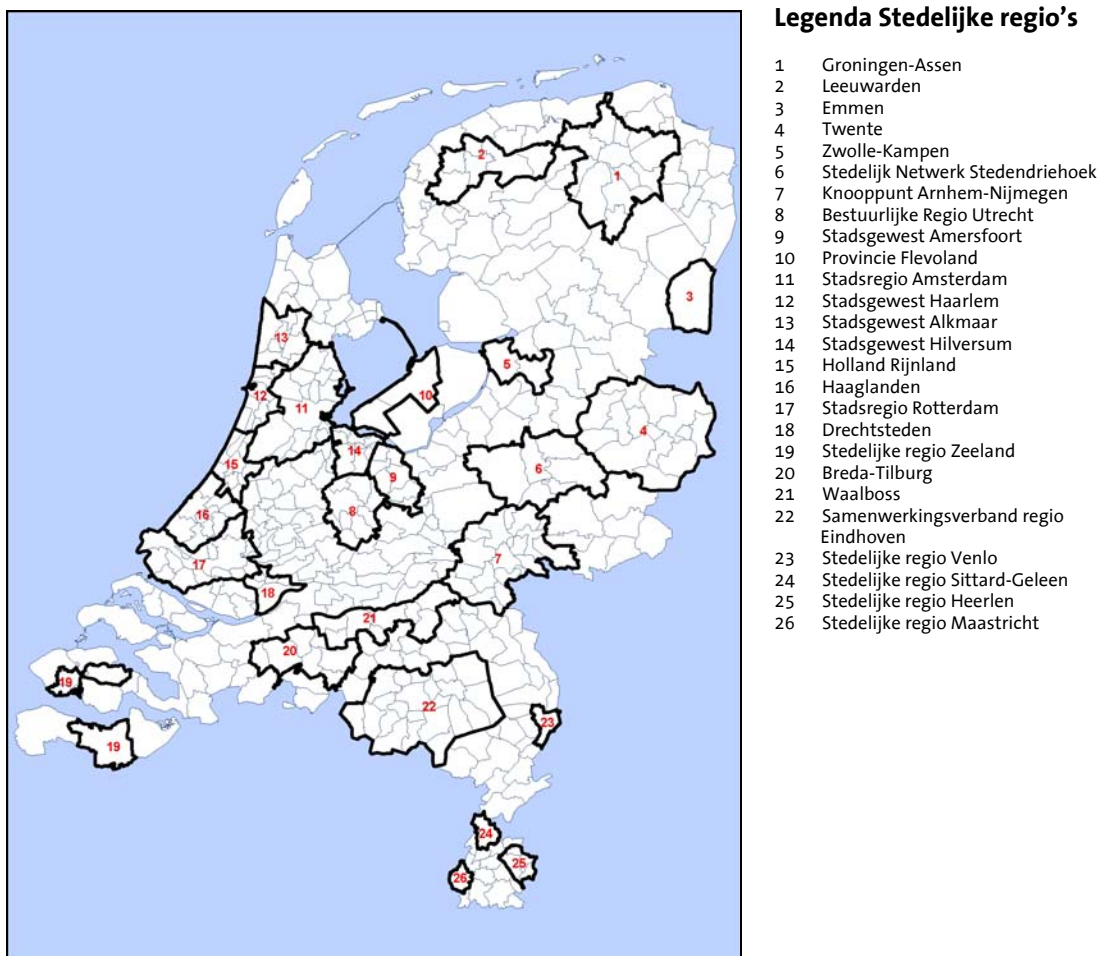 Legenda Stedelijke regio's
1 Groningen-Assen
2 Leeuwarden
3 Emmen
4 Twente
5 Zwolle-Kampen
6 Stedelijk Netwerk Stedendriehoek
7 Knooppunt Arnhem-Nijmegen
8 Bestuurlijke Regio Utrecht
9 Stadsgewest Amersfoort
10 Provincie Flevoland
11 Stadsregio Amsterdam
12 Stadsgewest Haarlem
13 Stadsgewest Alkmaar
14 Stadsgewest Hilversum
15 Holland Rijnland
16 Haaglanden
17 Stadsregio Rotterdam
18 Drechtsteden
19 Stedelijke regio Zeeland
20 Breda-Tilburg
21 Waalboss
22 Samenwerkingsverband regio
Eindhoven
23 Stedelijke regio Venlo
24 Stedelijke regio Sittard-Geleen
25 Stedelijke regio Heerlen
26 Stedelijke regio Maastricht
2
1
3
13
5
12
10
11
4
15
14
6
9
16
8
17
7
18
21
20
19
22
23
19
24
25
26